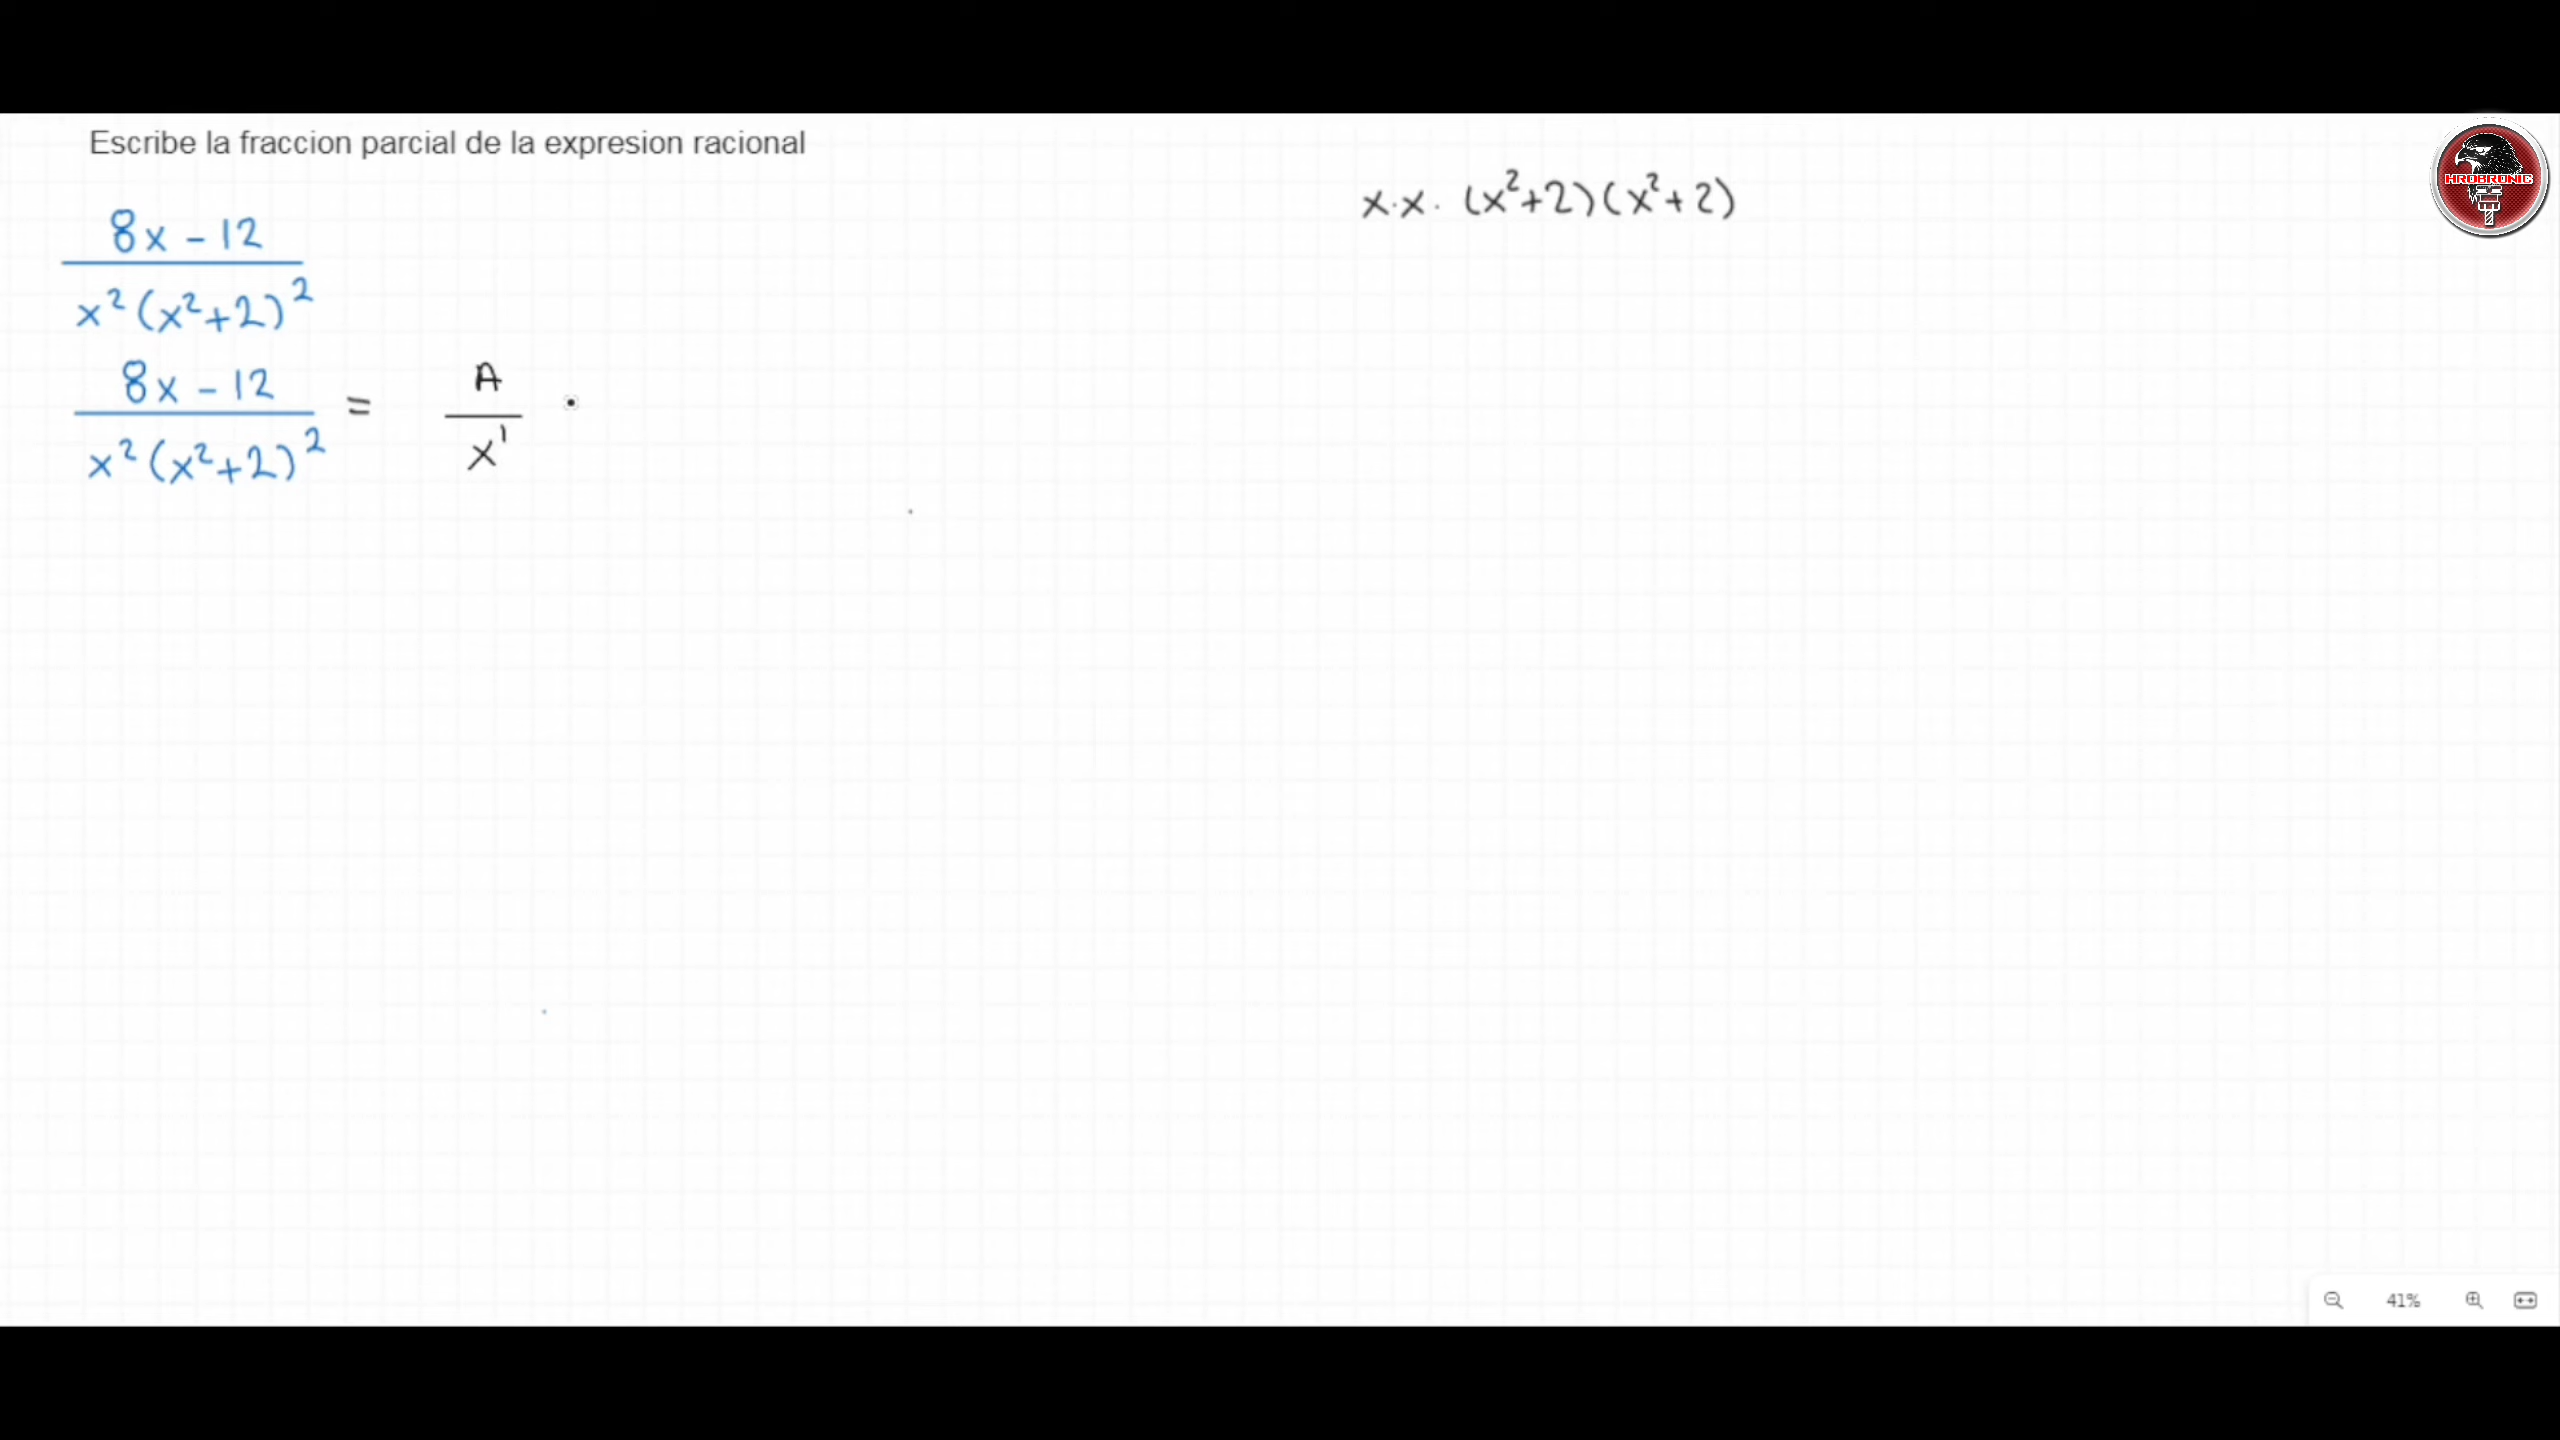 Escribe la fraccion parcial de la expresion racional
HROBRONIC
x·x· (x²+2)(x²+2)
8x - 12
x²(x²+2)²
8x - 12 = A
x²(x²+2)² x¹
41%